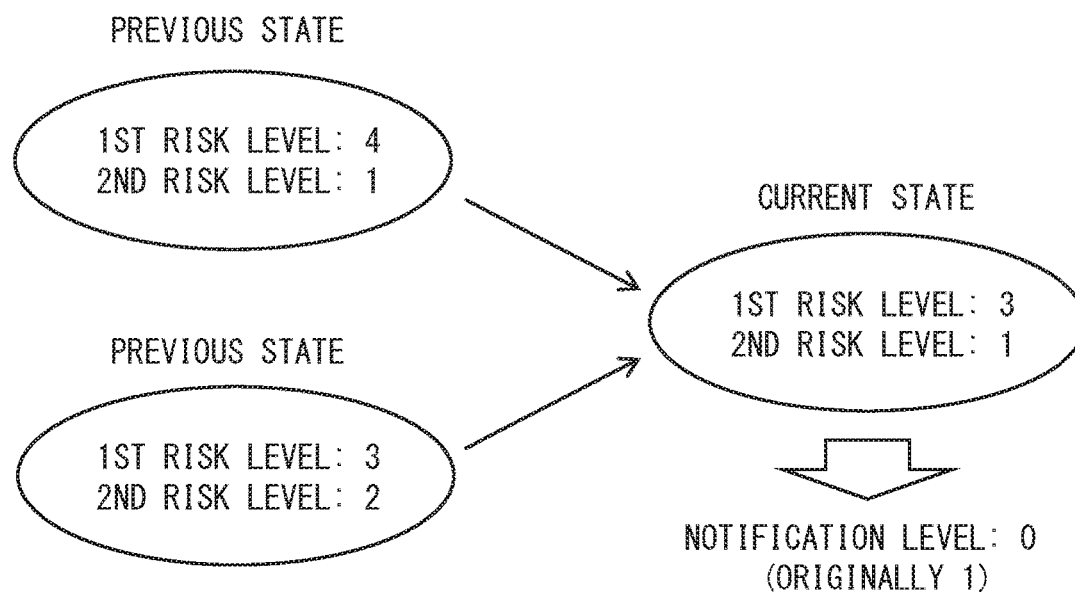 PREVIOUS STATE
1ST RISK LEVEL: 4
2ND RISK LEVEL: 1
PREVIOUS STATE
1ST RISK LEVEL: 3
2ND RISK LEVEL: 2
CURRENT STATE
1ST RISK LEVEL: 3
2ND RISK LEVEL: 1
NOTIFICATION LEVEL: 0
(ORIGINALLY 1)